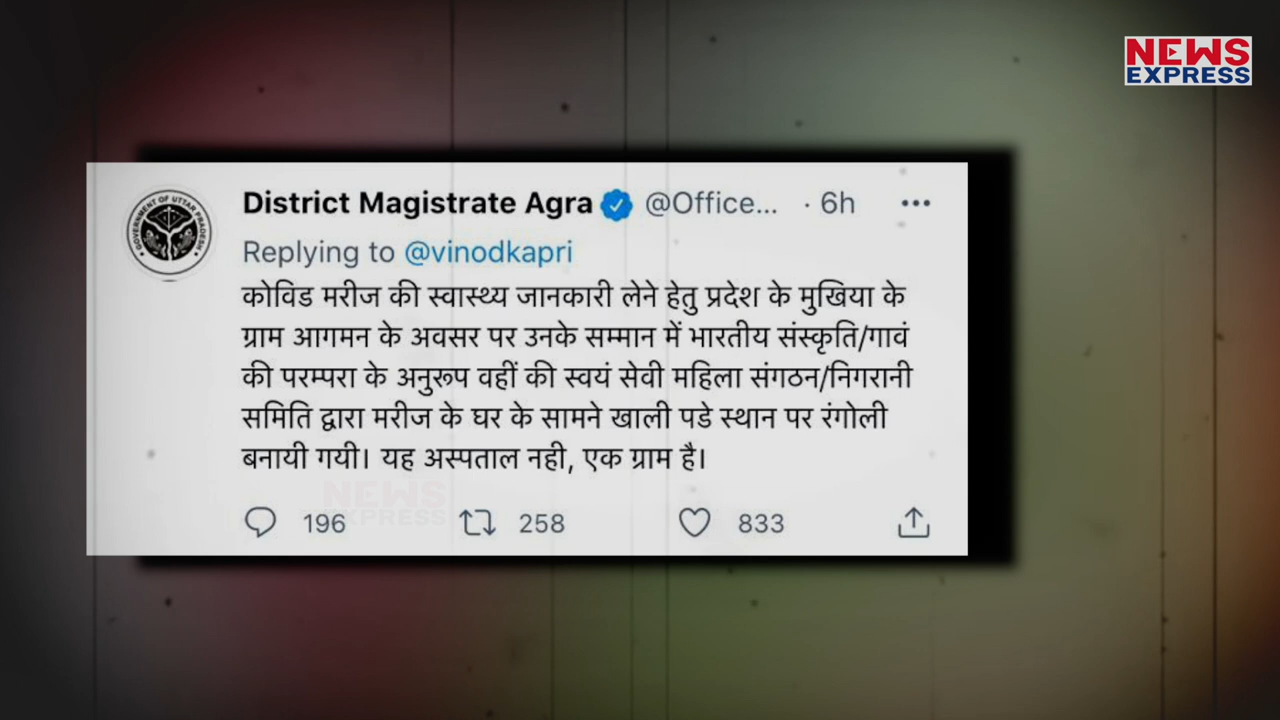 NEWS
EXPRESS
District Magistrate Agra @Office... · 6h
Replying to @vinodkapri
कोविड मरीज की स्वास्थ्य जानकारी लेने हेतु प्रदेश के मुखिया के
ग्राम आगमन के अवसर पर उनके सम्मान में भारतीय संस्कृति/गावं
की परम्परा के अनुरूप वहीं की स्वयं सेवी महिला संगठन/निगरानी
समिति द्वारा मरीज के घर के सामने खाली पडे स्थान पर रंगोली
बनायी गयी। यह अस्पताल नही, एक ग्राम है।
NEWS
EXPRESS
196 258 833